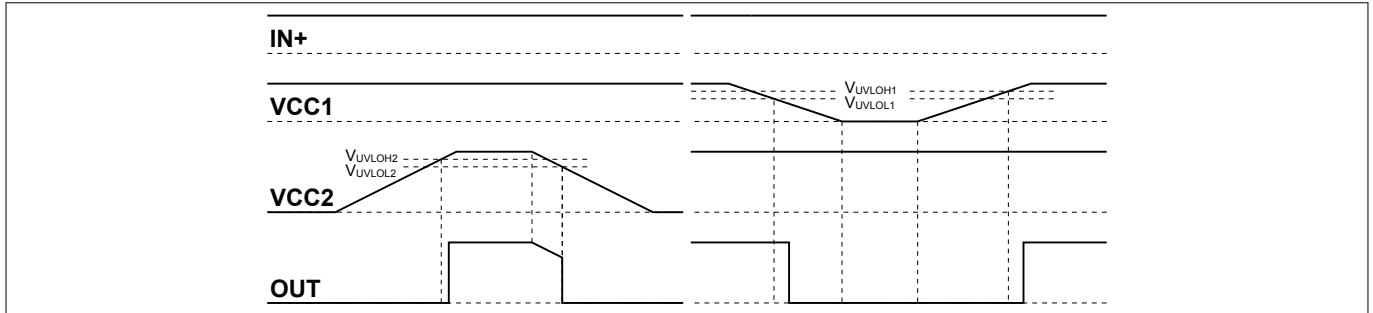 IN+
VCC1
VUVLOH1
VUVLOL1
VUVLOH2
VUVLOL2
VCC2
OUT